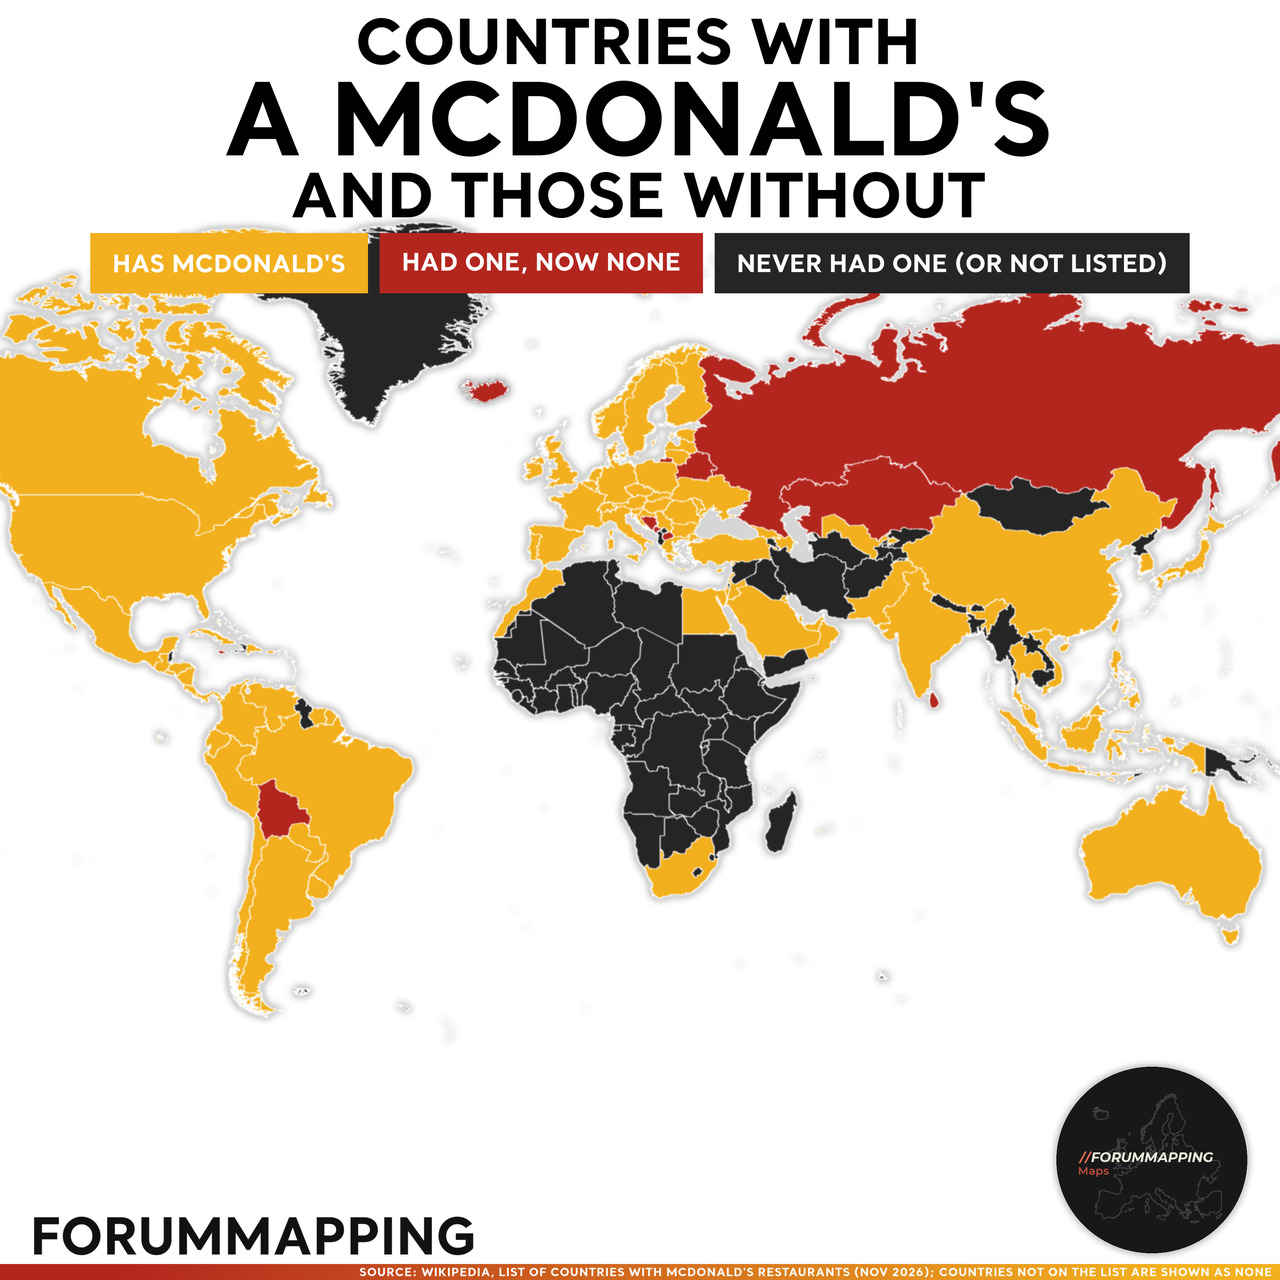 COUNTRIES WITH
A MCDONALD'S
AND THOSE WITHOUT
HAS MCDONALD'S
HAD ONE, NOW NONE
NEVER HAD ONE (OR NOT LISTED)
//FORUMMAPPING
Maps
FORUMMAPPING
SOURCE: WIKIPEDIA, LIST OF COUNTRIES WITH MCDONALD'S RESTAURANTS (NOV 2026); COUNTRIES NOT ON THE LIST ARE SHOWN AS NONE